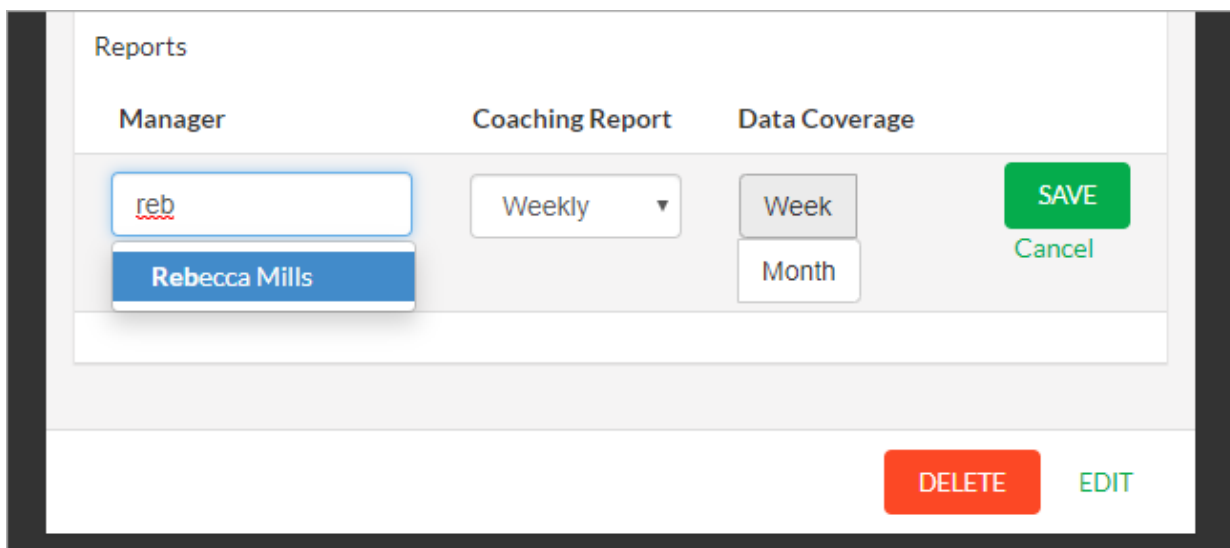 Reports
Manager Coaching Report Data Coverage
reb Weekly Week SAVE
Cancel
Rebecca Mills Month
DELETE EDIT